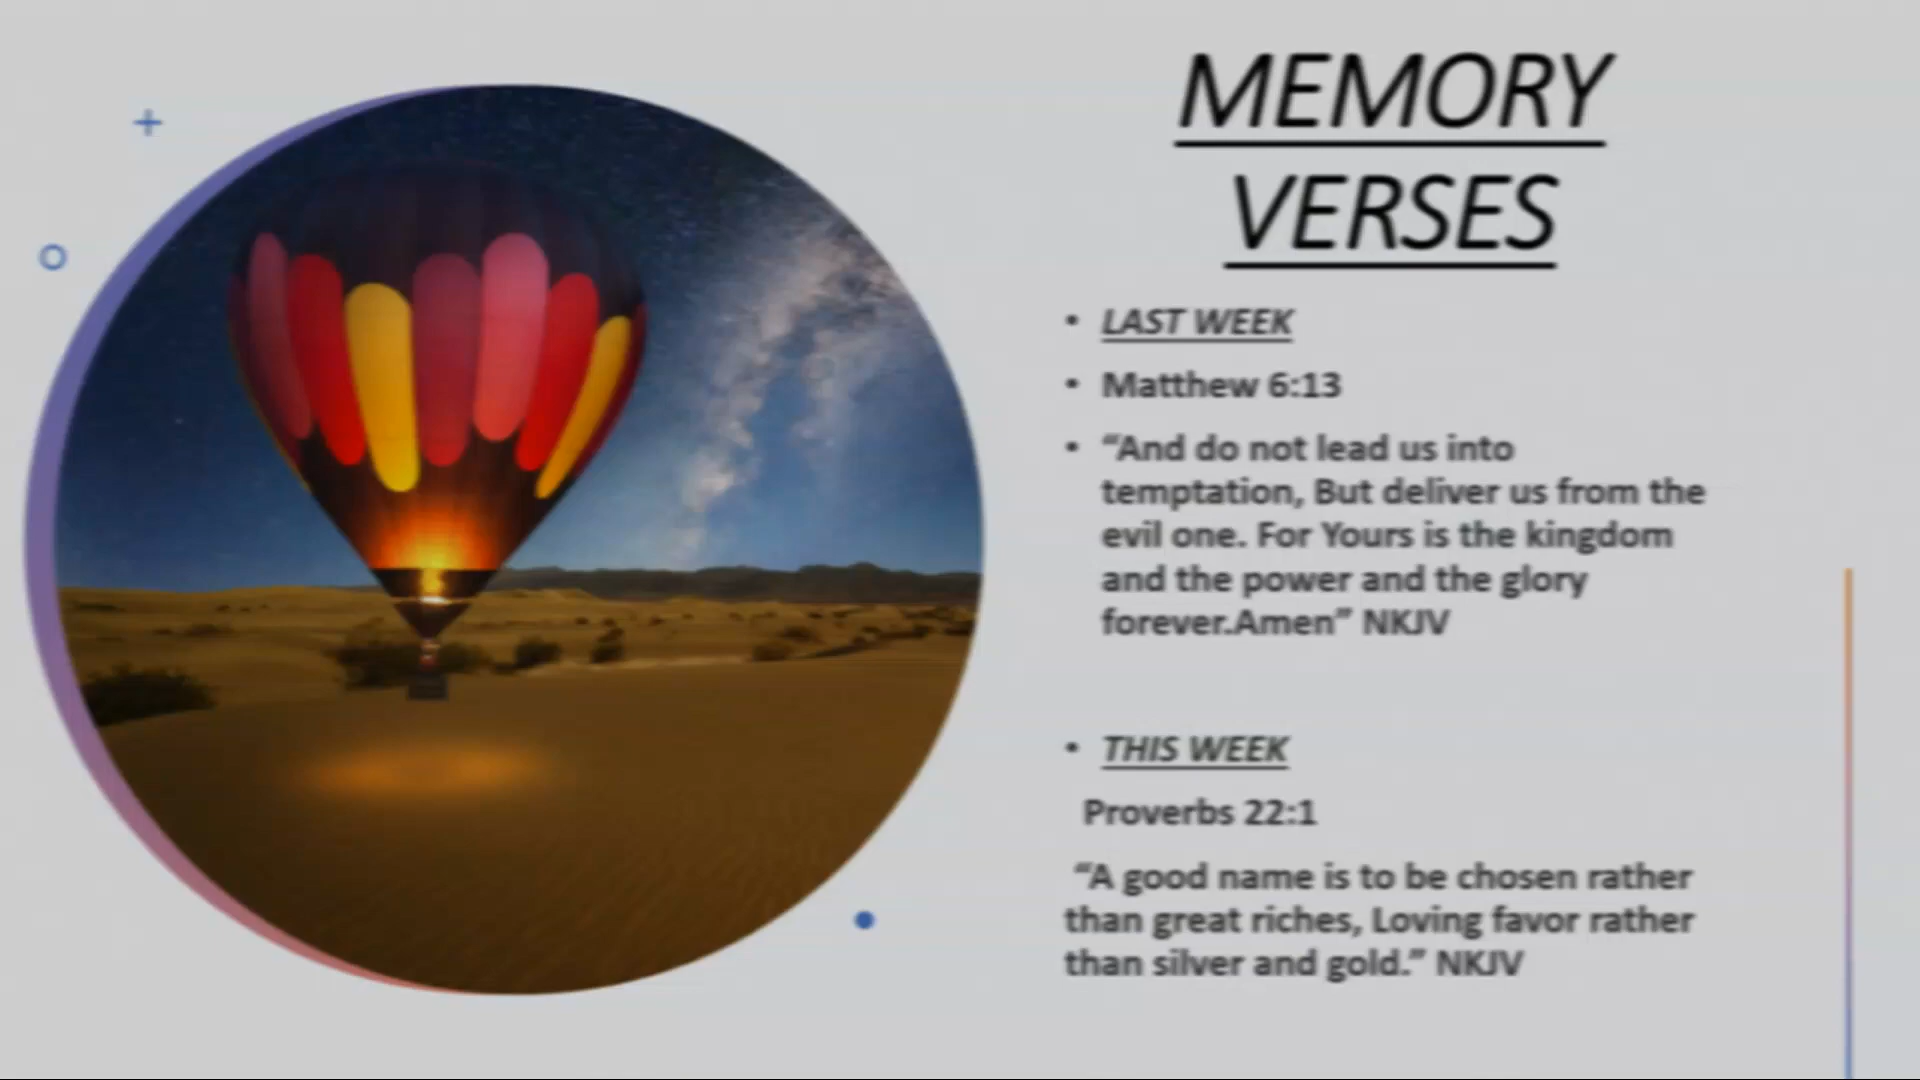 MEMORY
VERSES
• LAST WEEK
• Matthew 6:13
• “And do not lead us into
temptation, But deliver us from the
evil one. For Yours is the kingdom
and the power and the glory
forever.Amen” NKJV
• THIS WEEK
Proverbs 22:1
“A good name is to be chosen rather
than great riches, Loving favor rather
than silver and gold.” NKJV